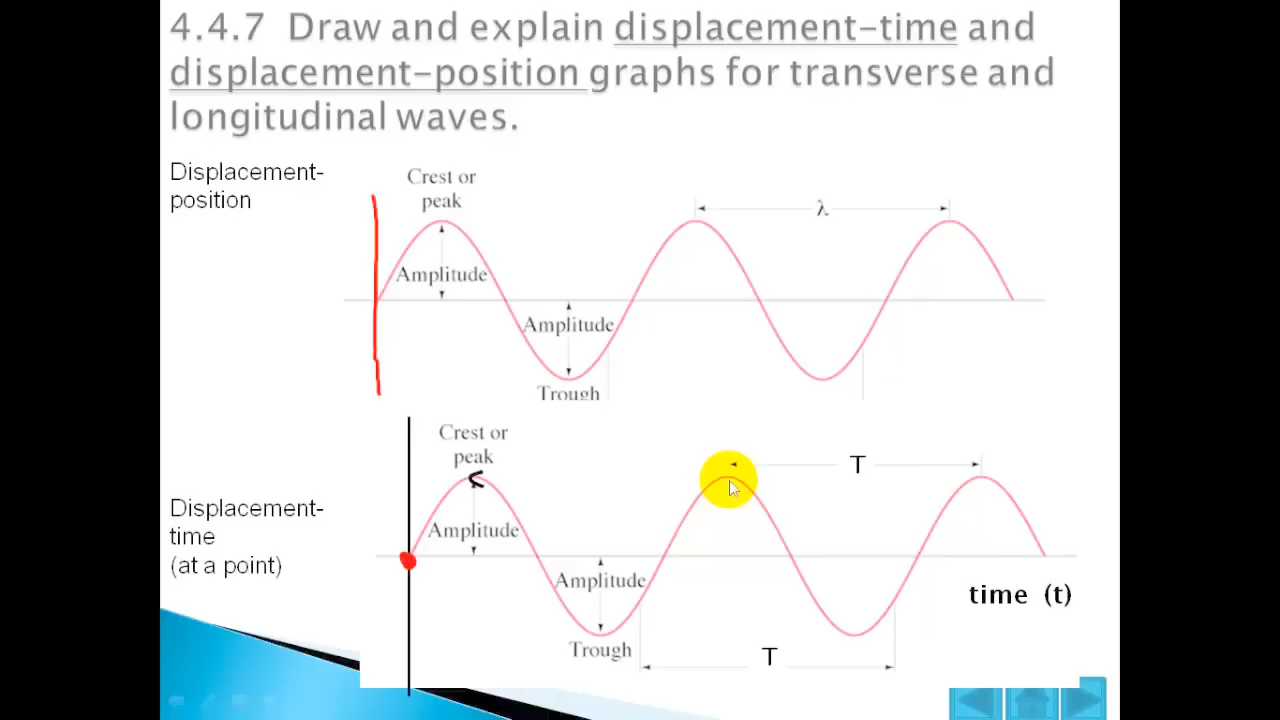 4.4.7 Draw and explain displacement-time and
displacement-position graphs for transverse and
longitudinal waves.
Displacement-
position
Crest or
peak
λ
Amplitude
Amplitude
Trough
Crest or
peak
T
Displacement-
time
(at a point)
Amplitude
Amplitude
time (t)
Trough
T